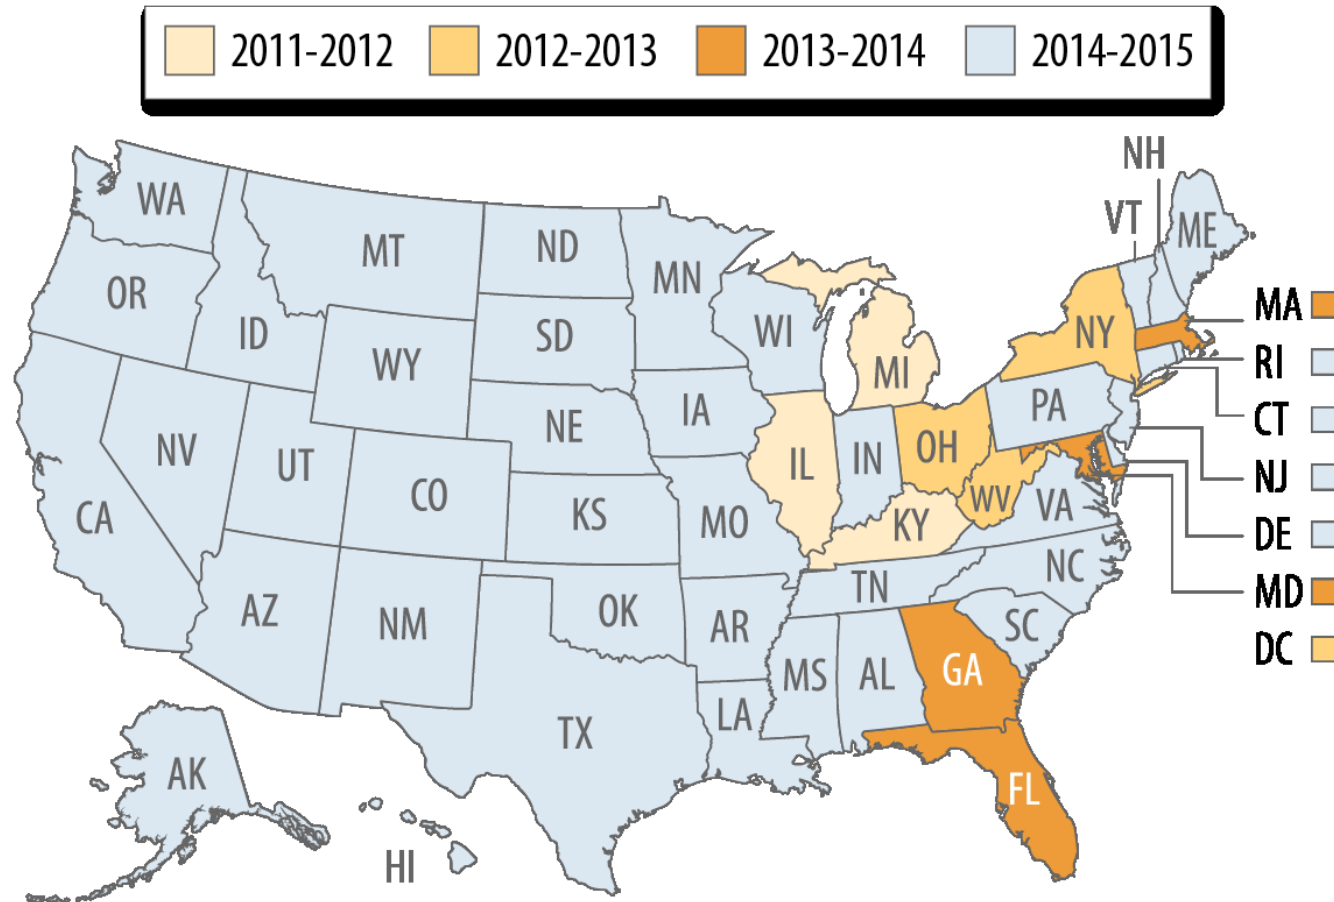 2011-2012 2012-2013 2013-2014 2014-2015
NH
VT
ME
WA
MT
ND
MN
OR
ID
WY
SD
WI
MI
NY
MA
RI
CT
NJ
DE
MD
DC
NV
UT
CO
NE
IA
IL
IN
OH
PA
CA
KS
MO
KY
WV
VA
AZ
NM
OK
AR
TN
NC
SC
TX
LA
MS
AL
GA
FL
AK
HI